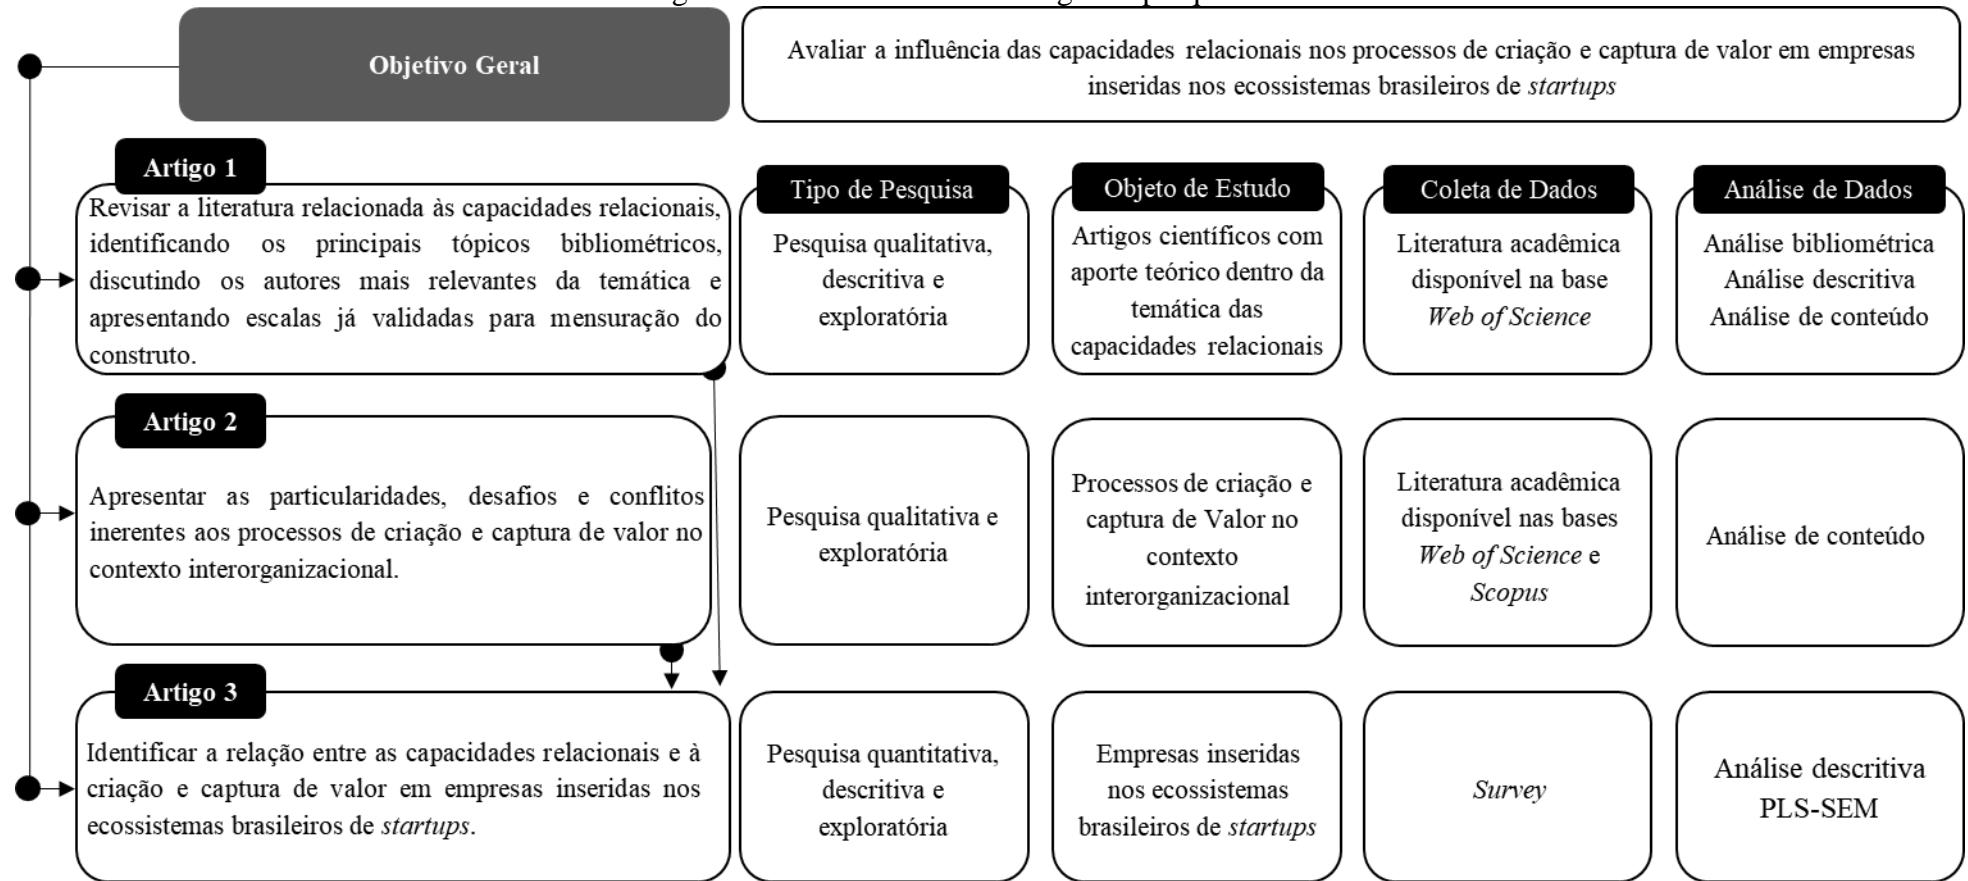 Objetivo Geral
Avaliar a influência das capacidades relacionais nos processos de criação e captura de valor em empresas
inseridas nos ecossistemas brasileiros de startups
Artigo 1
Revisar a literatura relacionada às capacidades relacionais,
identificando os principais tópicos bibliométricos,
discutindo os autores mais relevantes da temática e
apresentando escalas já validadas para mensuração do
construto.
Tipo de Pesquisa
Pesquisa qualitativa,
descritiva e
exploratória
Objeto de Estudo
Artigos científicos com
aporte teórico dentro da
temática das
capacidades relacionais
Coleta de Dados
Literatura acadêmica
disponível na base
Web of Science
Análise de Dados
Análise bibliométrica
Análise descritiva
Análise de conteúdo
Artigo 2
Apresentar as particularidades, desafios e conflitos
inerentes aos processos de criação e captura de valor no
contexto interorganizacional.
Pesquisa qualitativa e
exploratória
Processos de criação e
captura de Valor no
contexto
interorganizacional
Literatura acadêmica
disponível nas bases
Web of Science e
Scopus
Análise de conteúdo
Artigo 3
Identificar a relação entre as capacidades relacionais e à
criação e captura de valor em empresas inseridas nos
ecossistemas brasileiros de startups.
Pesquisa quantitativa,
descritiva e
exploratória
Empresas inseridas
nos ecossistemas
brasileiros de startups
Survey
Análise descritiva
PLS-SEM